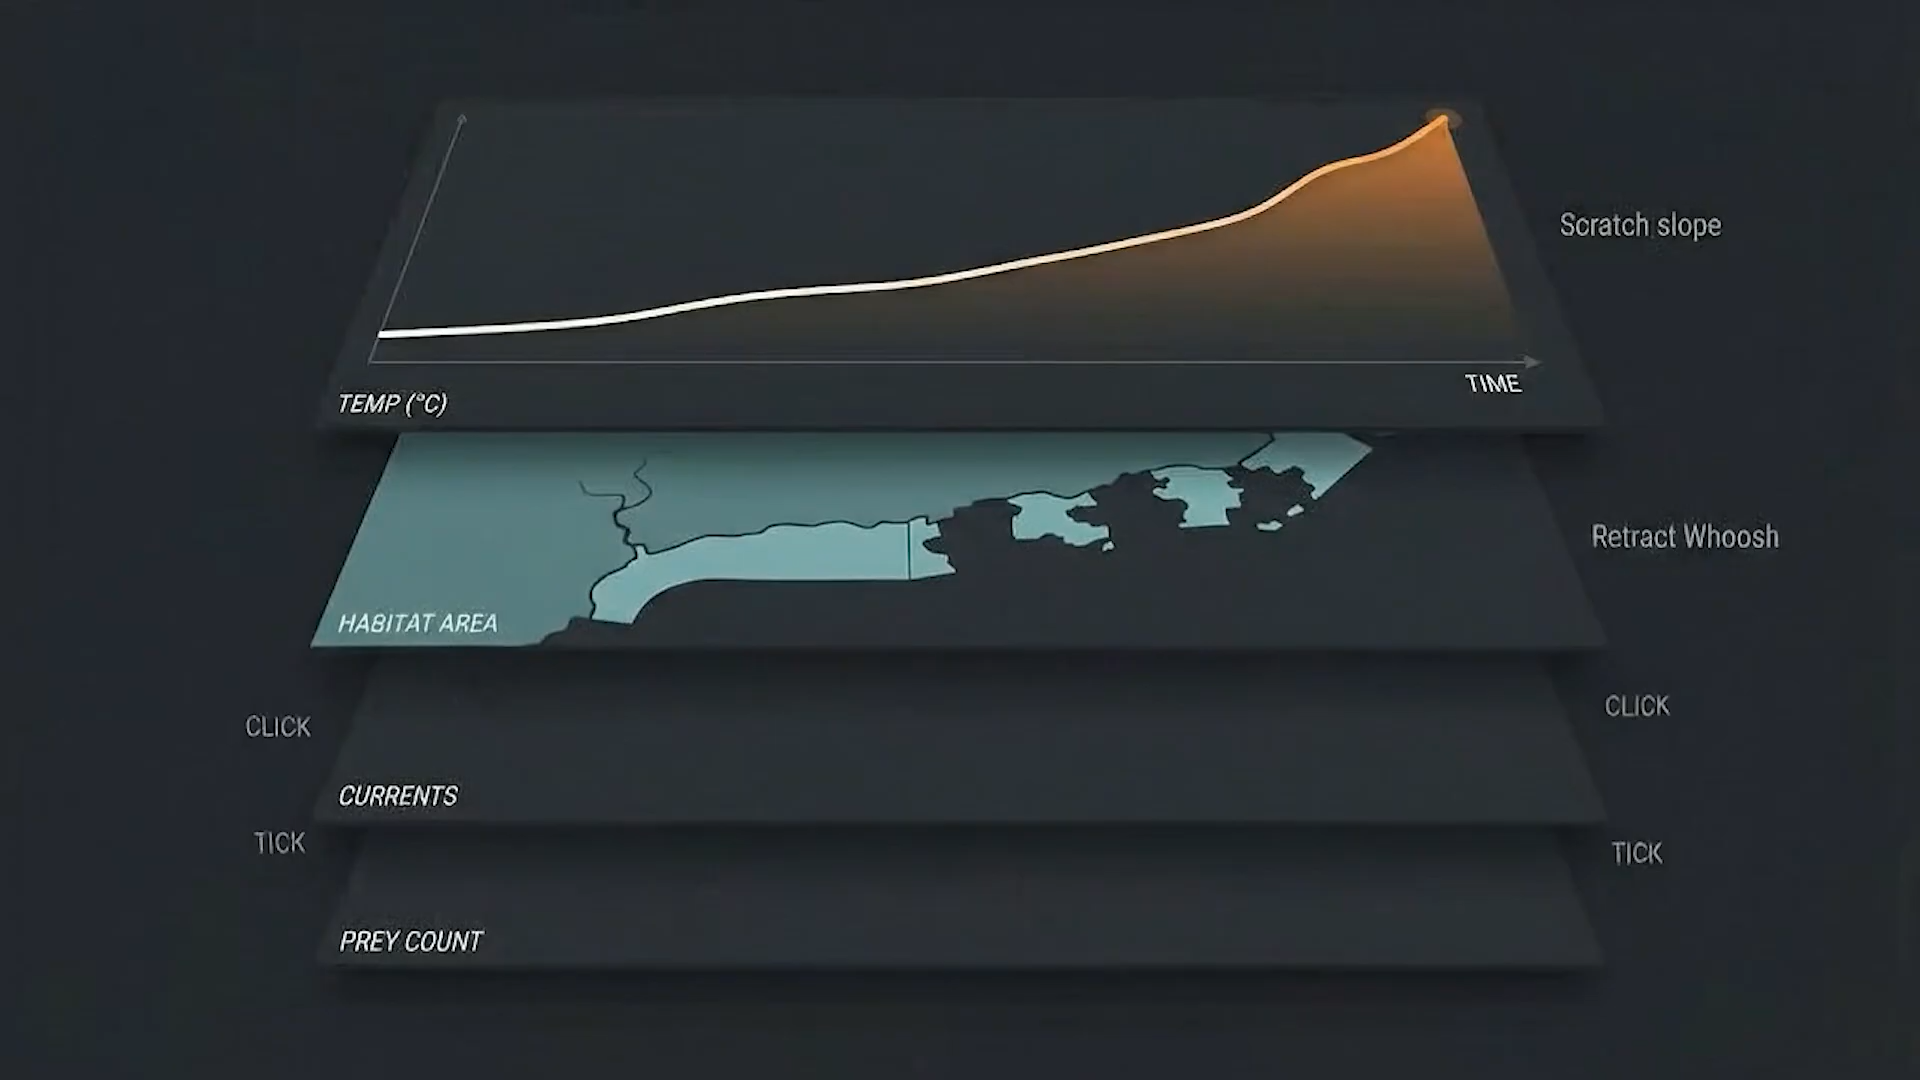 Scratch slope
TIME
TEMP (°C)
Retract Whoosh
HABITAT AREA
CLICK
CLICK
CURRENTS
TICK
TICK
PREY COUNT